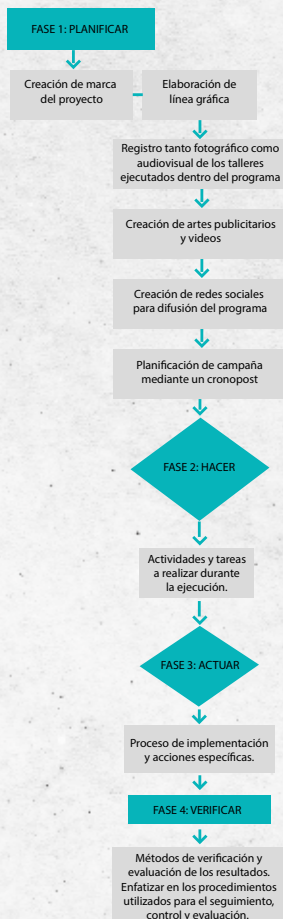 FASE 1: PLANIFICAR
Creación de marca
del proyecto
Elaboración de
línea gráfica
Registro tanto fotográfico como
audiovisual de los talleres
ejecutados dentro del programa
Creación de artes publicitarios
y videos
Creación de redes sociales
para difusión del programa
Planificación de campaña
mediante un cronopost
FASE 2: HACER
Actividades y tareas
a realizar durante
la ejecución.
FASE 3: ACTUAR
Proceso de implementación
y acciones específicas.
FASE 4: VERIFICAR
Métodos de verificación y
evaluación de los resultados.
Enfatizar en los procedimientos
utilizados para el seguimiento,
control y evaluación.